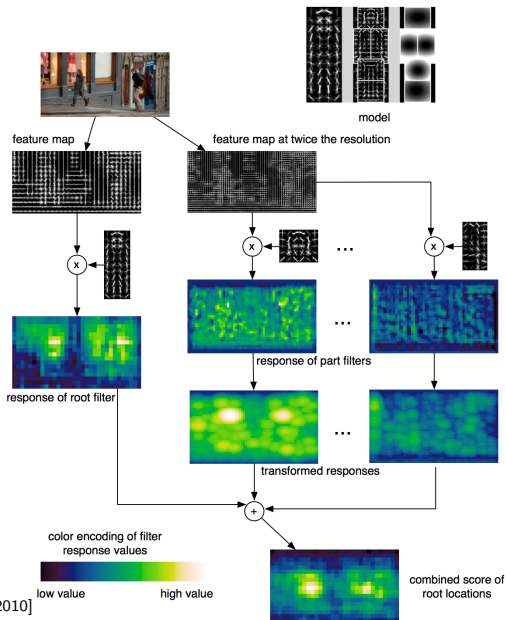 model
feature map
feature map at twice the resolution
x
x
...
x
...
response of part filters
response of root filter
...
transformed responses
+
color encoding of filter
response values
low value
high value
combined score of
root locations
2010]